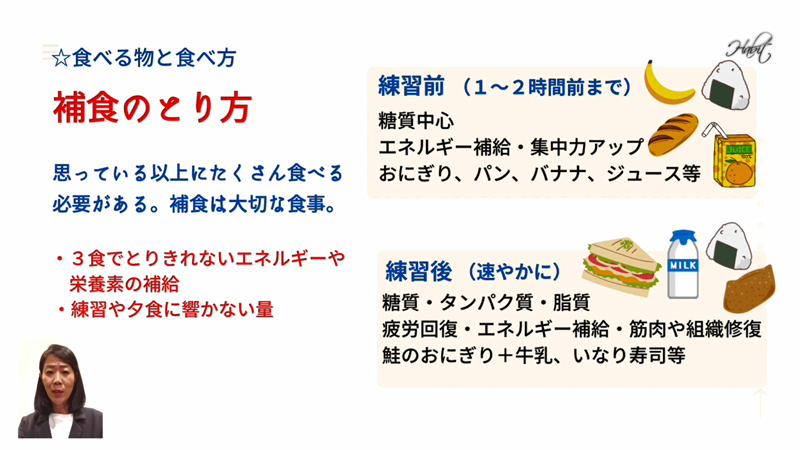 ☆食べる物と食べ方
補食のとり方
思っている以上にたくさん食べる
必要がある。補食は大切な食事。
・３食でとりきれないエネルギーや
栄養素の補給
・練習や夕食に響かない量
Habit
練習前（１〜２時間前まで）
糖質中心
エネルギー補給・集中力アップ
おにぎり、パン、バナナ、ジュース等
JUICE
練習後（速やかに）
糖質・タンパク質・脂質
疲労回復・エネルギー補給・筋肉や組織修復
鮭のおにぎり＋牛乳、いなり寿司等
MILK